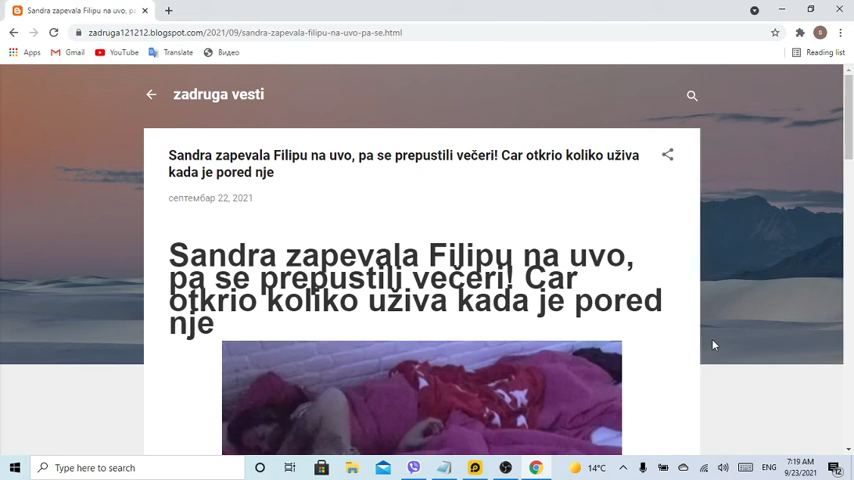 Sandra zapevala Filipu na uvo, pa
zadruga121212.blogspot.com/2021/09/sandra-zapevala-filipu-na-uvo-pa-se.html
Apps Gmail YouTube Translate Видео Reading list
zadruga vesti
Sandra zapevala Filipu na uvo, pa se prepustili večeri! Car otkrio koliko uživa
kada je pored nje
септембар 22, 2021
Sandra zapevala Filipu na uvo,
pa se prepustili večeri! Car
otkrio koliko uživa kada je pored
nje
Type here to search
14°C
ENG
7:19 AM
9/23/2021
12